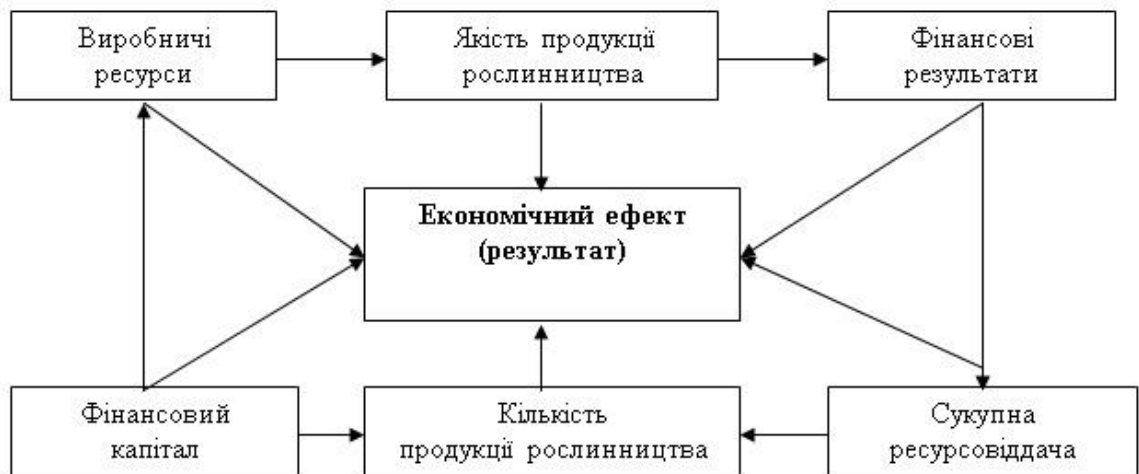 Виробничі
ресурси
Якість продукції
рослинництва
Фінансові
результати
Економічний ефект
(результат)
Фінансовий
капітал
Кількість
продукції рослинництва
Сукупна
ресурсовіддача